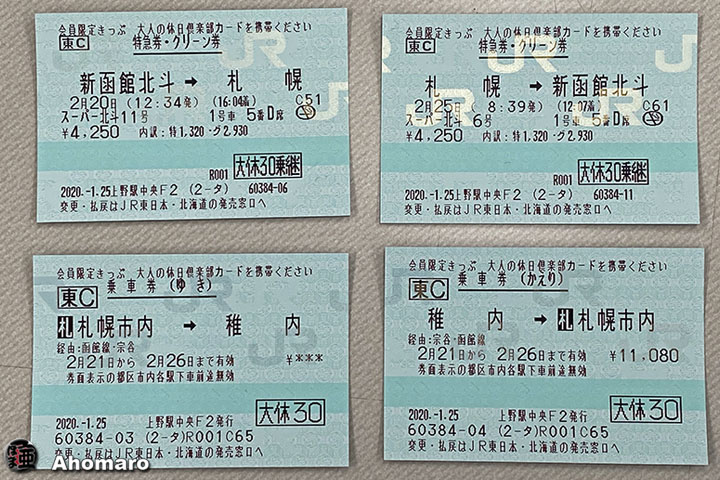 会員限定きっぷ 大人の休日倶楽部カードを携帯ください
東C 特急券・グリーン券
新函館北斗 → 札 幌
2月20日 (12:34発) (16:04着) C51
スーパー北斗11号 1号車 5番D席
¥4,250 内訳:特1,320・グ2,930
R001 大休30乗継
2020.-1.25上野駅中央F2 (2-タ) 60384-06
変更・払戻はJR東日本・北海道の発売窓口へ
会員限定きっぷ 大人の休日倶楽部カードを携帯ください
東C 特急券・グリーン券
札 幌 → 新函館北斗
2月25日 ( 8:39発) (12:07着) C61
スーパー北斗 6号 1号車 5番D席
¥4,250 内訳:特1,320・グ2,930
R001 大休30乗継
2020.-1.25上野駅中央F2 (2-タ) 60384-11
変更・払戻はJR東日本・北海道の発売窓口へ
会員限定きっぷ 大人の休日倶楽部カードを携帯ください
東C 乗車券(ゆき)
札 札幌市内 → 稚 内
経由:函館線・宗谷
2月21日から 2月26日まで有効 ¥***
券面表示の都区市内各駅下車前途無効
大休30
2020.-1.25 上野駅中央F2発行
60384-03 (2-タ)R001C65
変更・払戻はJR東日本・北海道の発売窓口へ
会員限定きっぷ 大人の休日倶楽部カードを携帯ください
東C 乗車券(かえり)
稚 内 → 札 札幌市内
経由:宗谷・函館線
2月21日から 2月26日まで有効 ¥11,080
券面表示の都区市内各駅下車前途無効
大休30
2020.-1.25 上野駅中央F2発行
60384-04 (2-タ)R001C65
変更・払戻はJR東日本・北海道の発売窓口へ
Ahomaro